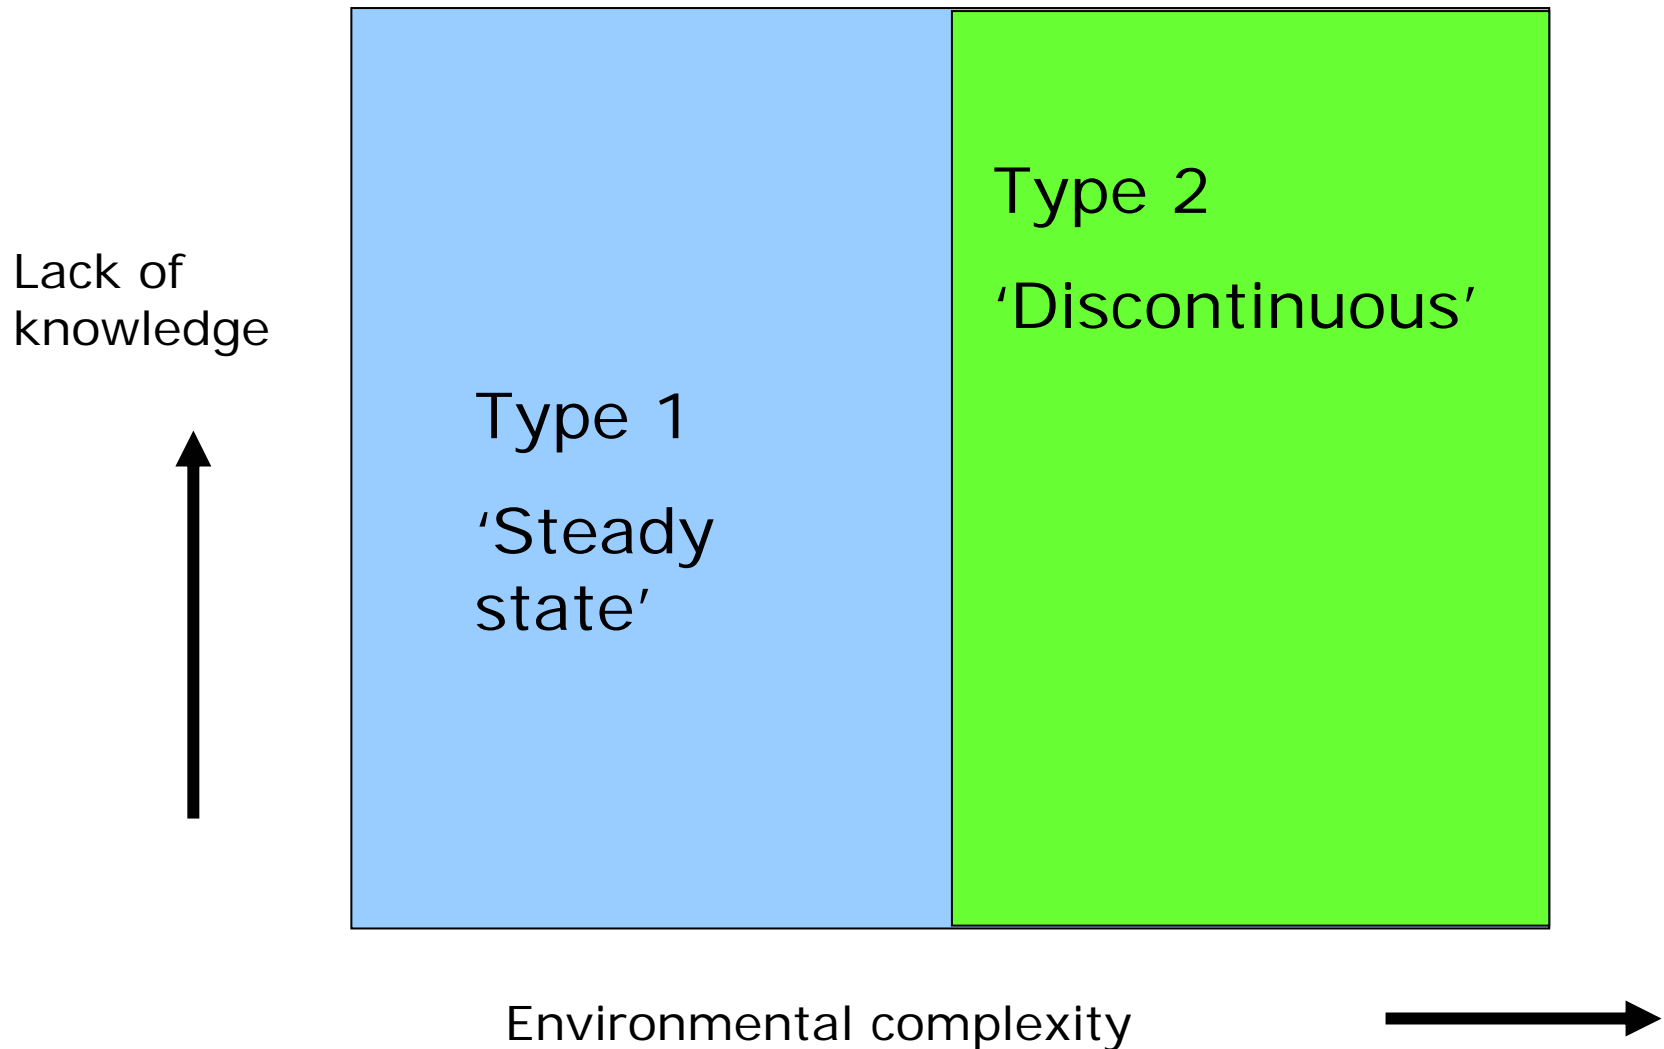 Lack of
knowledge
Type 1
‘Steady
state’
Type 2
‘Discontinuous’
Environmental complexity